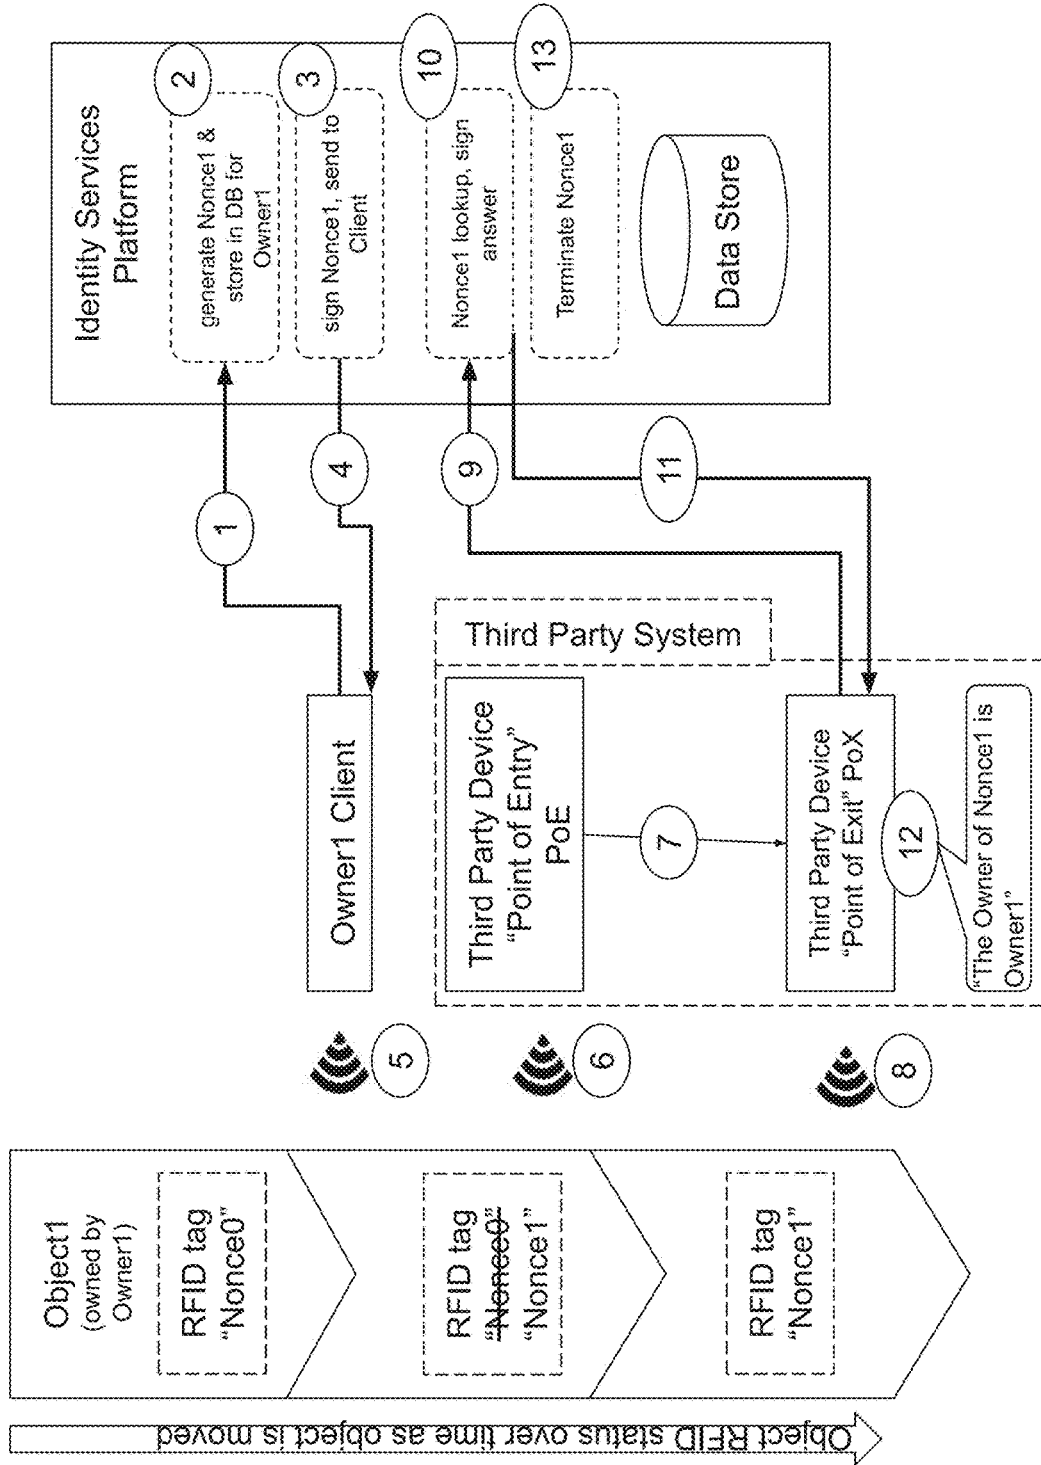 Object RFID status over time as object is moved
Object1
(owned by
Owner1)
RFID tag
“Nonce0”
RFID tag
“Nonce0”
“Nonce1”
RFID tag
“Nonce1”
5
6
8
Owner1 Client
Third Party System
Third Party Device
“Point of Entry”
PoE
7
Third Party Device
“Point of Exit” PoX
12
“The Owner of Nonce1 is
Owner1”
1
4
9
11
Identity Services
Platform
2
generate Nonce1 &
store in DB for
Owner1
3
sign Nonce1, send to
Client
10
Nonce1 lookup, sign
answer
13
Terminate Nonce1
Data Store